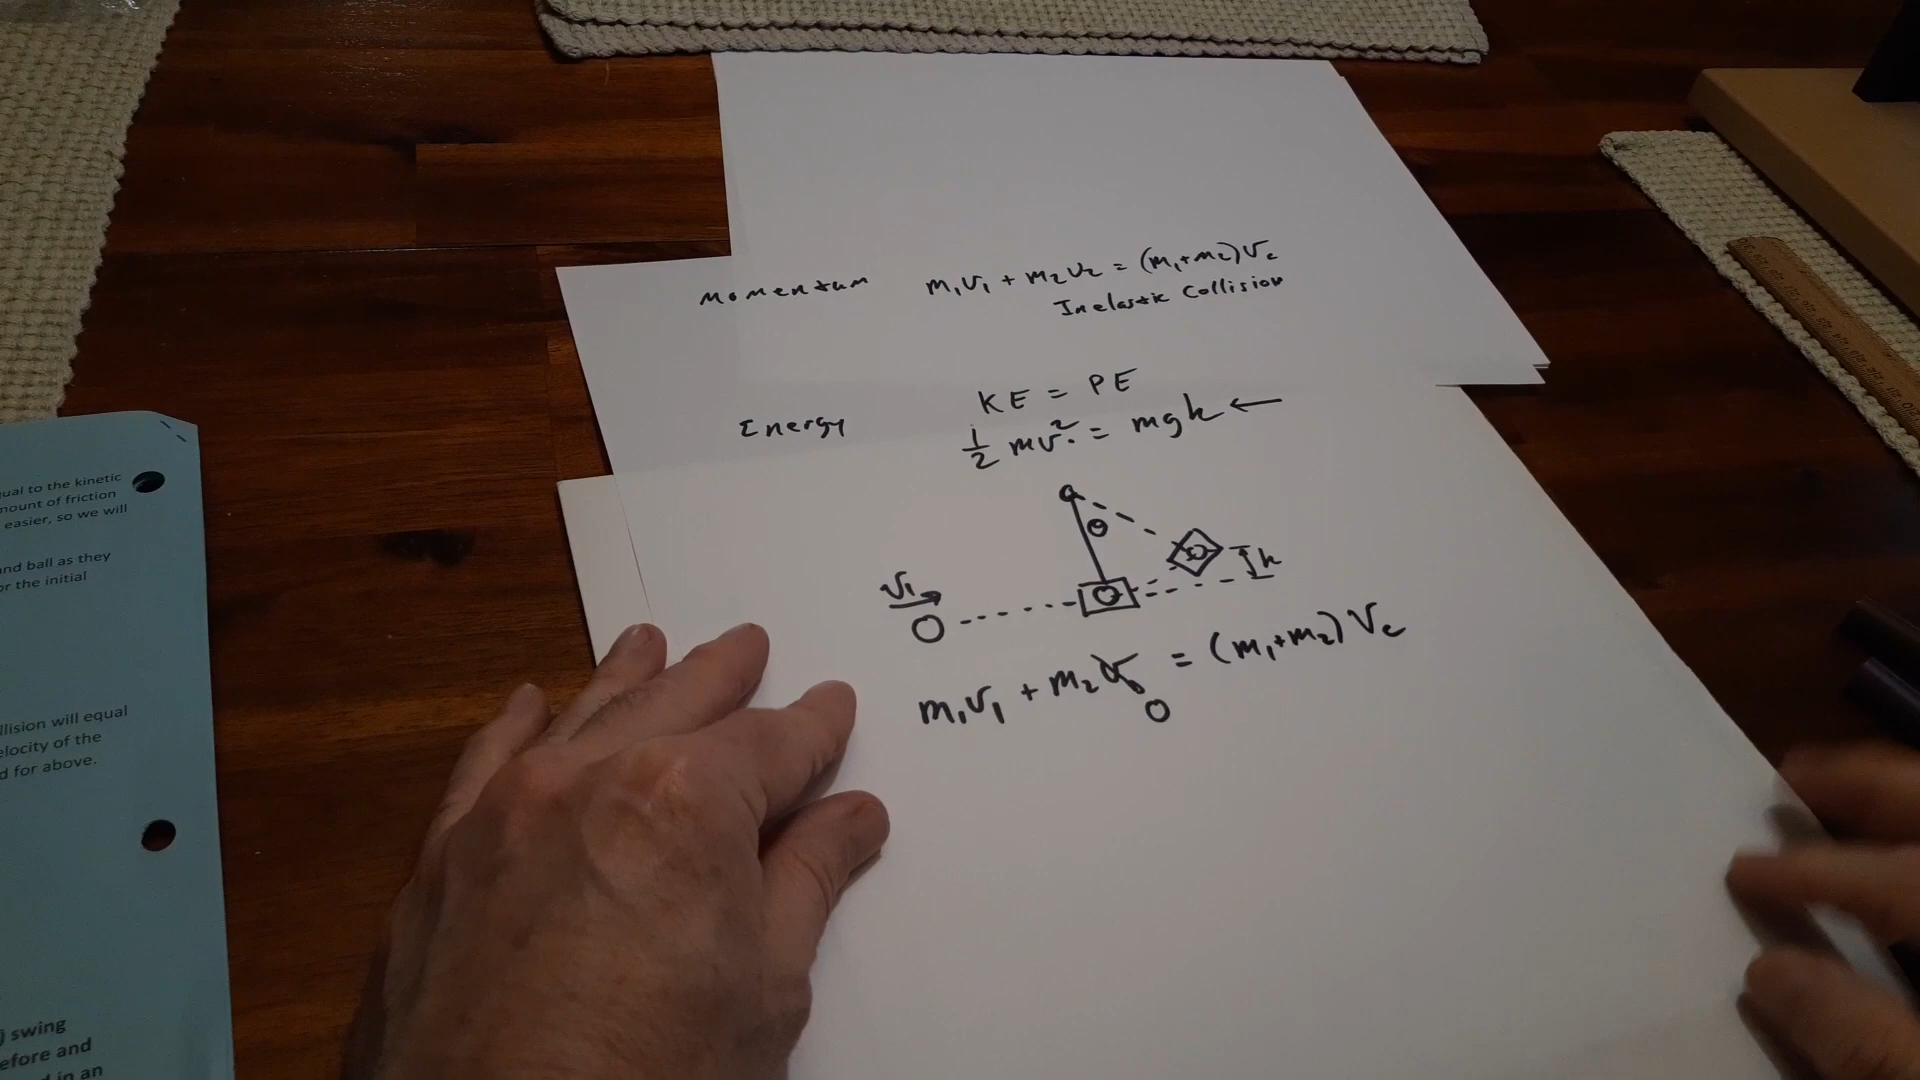 Momentum m₁v₁ + m₂v₂ = (m₁+m₂)Vc
Inelastic Collision
KE = PE
Energy ½ mv² = mgh ←
θ
h
v₁
m₁v₁ + m₂v₂ = (m₁+m₂)Vc
0
ual to the kinetic
mount of friction
easier, so we will
nd ball as they
or the initial
llision will equal
elocity of the
d for above.
) swing
efore and
d in an